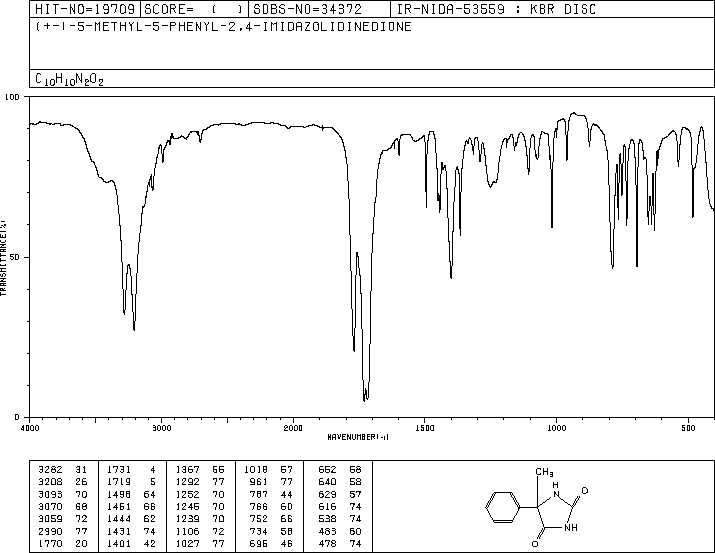 HIT-NO=19709 SCORE= ( ) SDBS-NO=34372 IR-NIDA-53559 : KBR DISC
(+-)-5-METHYL-5-PHENYL-2,4-IMIDAZOLIDINEDIONE
C10H10N2O2
100
50
0
TRANSMITTANCE(%)
4000 3000 2000 1500 1000 500
WAVENUMBER(-1)
3282 31 1731 4 1367 55 1018 57 662 58
3208 26 1719 5 1292 77 961 77 640 58
3093 70 1498 64 1252 70 787 44 629 57
3070 68 1451 66 1245 70 766 60 616 74
3059 72 1444 62 1239 70 752 66 538 74
2990 77 1431 74 1106 72 734 58 483 60
1770 20 1401 42 1027 77 696 46 478 74
CH3
H
N
O
NH
O